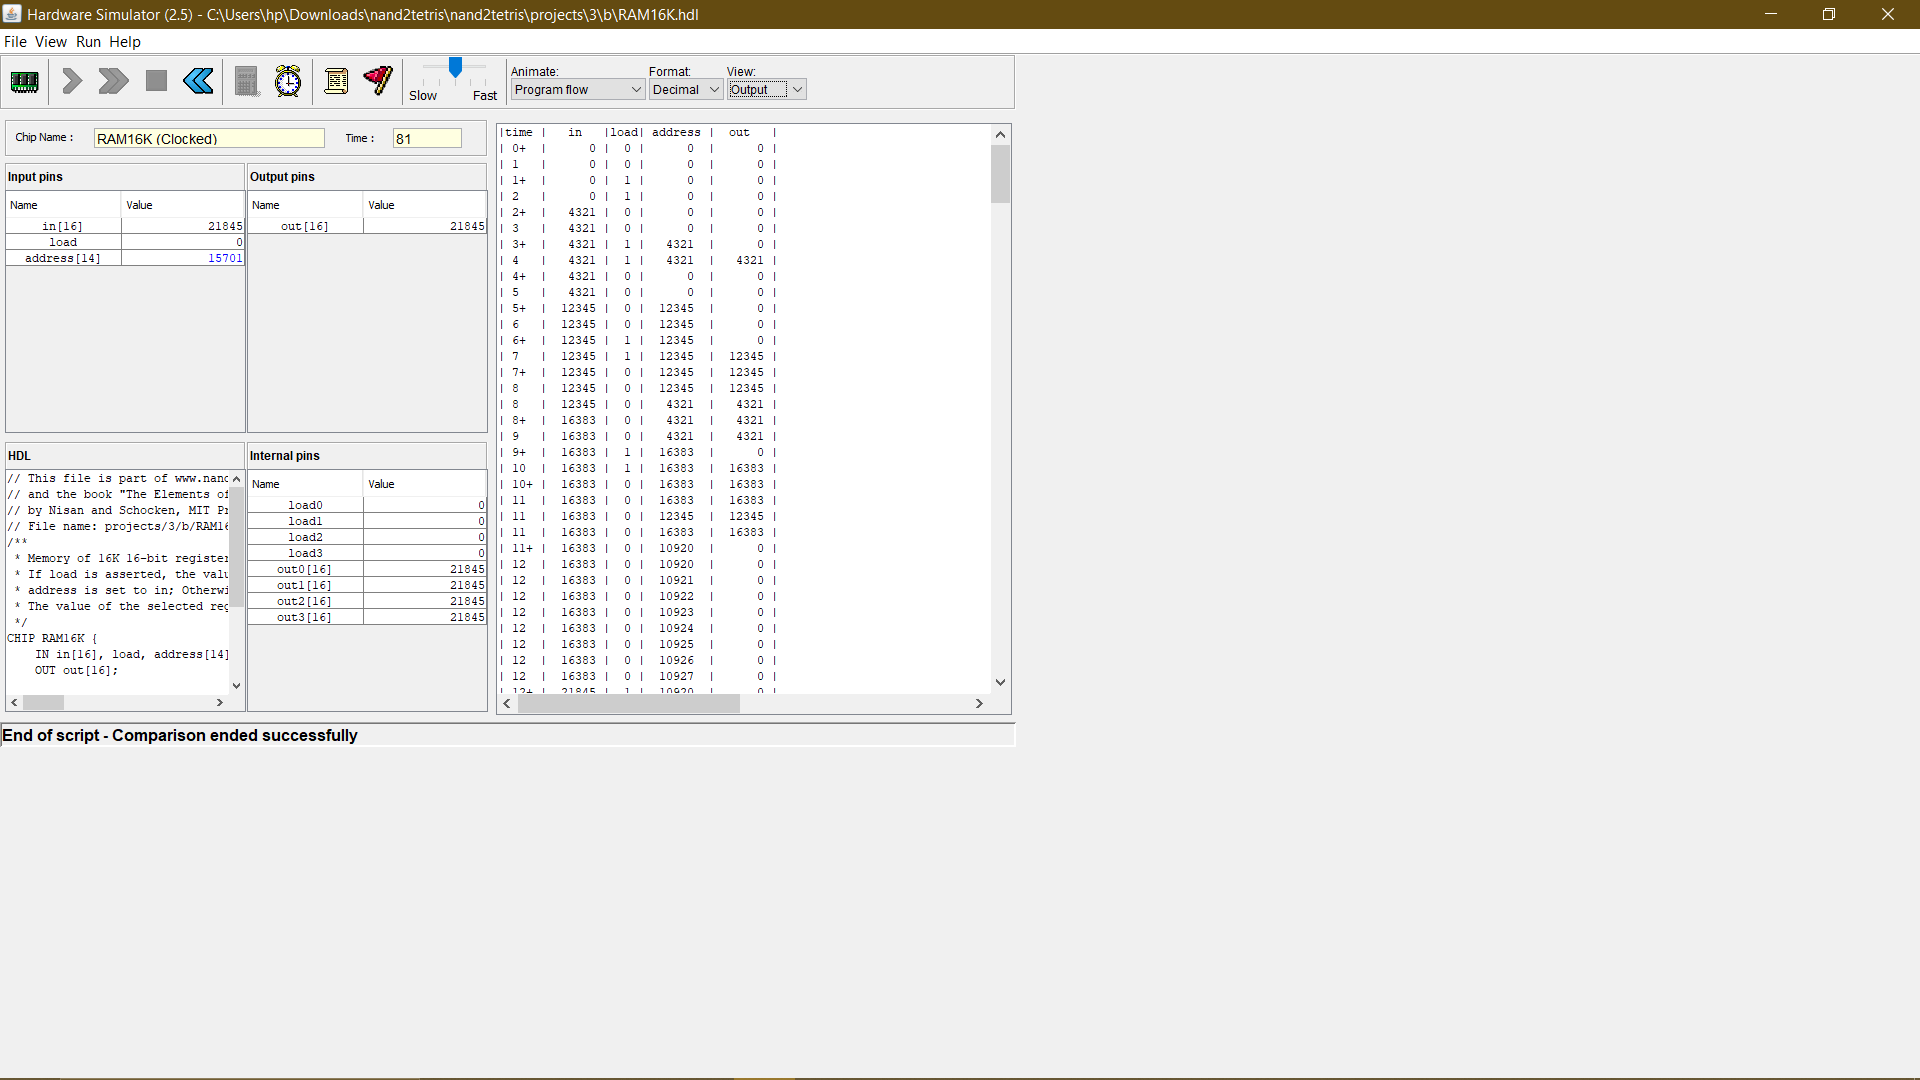 Hardware Simulator (2.5) - C:\Users\hp\Downloads\nand2tetris\nand2tetris\projects\3\b\RAM16K.hdl
File View Run Help
Animate: Format: View:
Slow Fast Program flow Decimal Output
Chip Name : RAM16K (Clocked) Time : 81
Input pins
Name Value
in[16] 21845
load 0
address[14] 15701
Output pins
Name Value
out[16] 21845
HDL
// This file is part of www.nanc
// and the book "The Elements of
// by Nisan and Schocken, MIT Pr
// File name: projects/3/b/RAM16
/**
* Memory of 16K 16-bit register
* If load is asserted, the valu
* address is set to in; Otherwi
* The value of the selected reg
*/
CHIP RAM16K {
IN in[16], load, address[14]
OUT out[16];
Internal pins
Name Value
load0 0
load1 0
load2 0
load3 0
out0[16] 21845
out1[16] 21845
out2[16] 21845
out3[16] 21845
|time | in |load| address | out |
| 0+ | 0 | 0 | 0 | 0 |
| 1 | 0 | 0 | 0 | 0 |
| 1+ | 0 | 1 | 0 | 0 |
| 2 | 0 | 1 | 0 | 0 |
| 2+ | 4321 | 0 | 0 | 0 |
| 3 | 4321 | 0 | 0 | 0 |
| 3+ | 4321 | 1 | 4321 | 0 |
| 4 | 4321 | 1 | 4321 | 4321 |
| 4+ | 4321 | 0 | 0 | 0 |
| 5 | 4321 | 0 | 0 | 0 |
| 5+ | 12345 | 0 | 12345 | 0 |
| 6 | 12345 | 0 | 12345 | 0 |
| 6+ | 12345 | 1 | 12345 | 0 |
| 7 | 12345 | 1 | 12345 | 12345 |
| 7+ | 12345 | 0 | 12345 | 12345 |
| 8 | 12345 | 0 | 12345 | 12345 |
| 8 | 12345 | 0 | 4321 | 4321 |
| 8+ | 16383 | 0 | 4321 | 4321 |
| 9 | 16383 | 0 | 4321 | 4321 |
| 9+ | 16383 | 1 | 16383 | 0 |
| 10 | 16383 | 1 | 16383 | 16383 |
| 10+ | 16383 | 0 | 16383 | 16383 |
| 11 | 16383 | 0 | 16383 | 16383 |
| 11 | 16383 | 0 | 12345 | 12345 |
| 11 | 16383 | 0 | 16383 | 16383 |
| 11+ | 16383 | 0 | 10920 | 0 |
| 12 | 16383 | 0 | 10920 | 0 |
| 12 | 16383 | 0 | 10921 | 0 |
| 12 | 16383 | 0 | 10922 | 0 |
| 12 | 16383 | 0 | 10923 | 0 |
| 12 | 16383 | 0 | 10924 | 0 |
| 12 | 16383 | 0 | 10925 | 0 |
| 12 | 16383 | 0 | 10926 | 0 |
| 12 | 16383 | 0 | 10927 | 0 |
| 12+ | 21845 | 1 | 10920 | 0 |
End of script - Comparison ended successfully